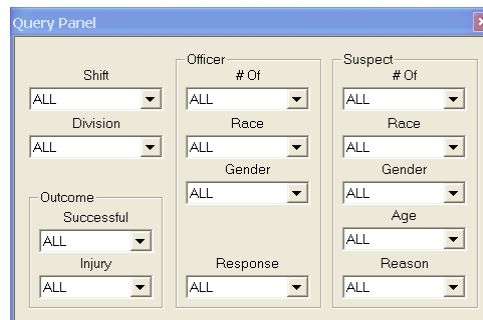 Query Panel
Shift
ALL
Division
ALL
Outcome
Successful
ALL
Injury
ALL
Officer
# Of
ALL
Race
ALL
Gender
ALL
Response
ALL
Suspect
# Of
ALL
Race
ALL
Gender
ALL
Age
ALL
Reason
ALL